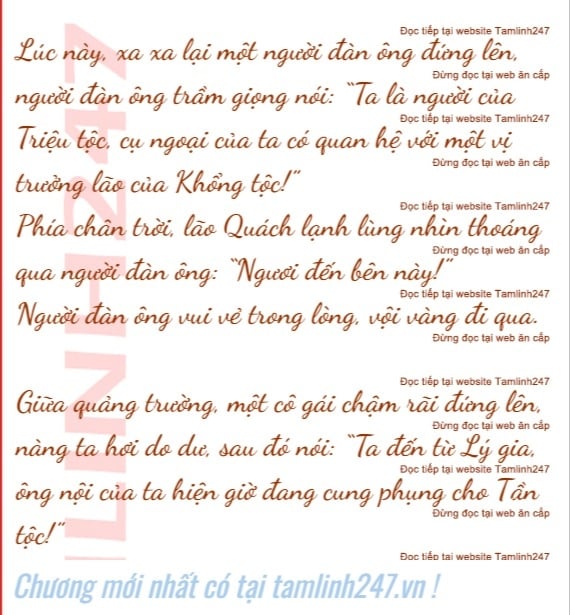 Đọc tiếp tại website Tamlinh247
Lúc này, xa xa lại một người đàn ông đứng lên,
Đừng đọc tại web ăn cắp
người đàn ông trầm giọng nói: “Ta là người của
Đọc tiếp tại website Tamlinh247
Triệu tộc, cụ ngoại của ta có quan hệ với một vị
Đừng đọc tại web ăn cắp
trưởng lão của Khổng tộc!”
Đọc tiếp tại website Tamlinh247
Phía chân trời, lão Quách lạnh lùng nhìn thoáng
Đừng đọc tại web ăn cắp
qua người đàn ông: “Ngươi đến bên này!”
Đọc tiếp tại website Tamlinh247
Người đàn ông vui vẻ trong lòng, vội vàng đi qua.
Đừng đọc tại web ăn cắp
Đọc tiếp tại website Tamlinh247
Giữa quảng trường, một cô gái chậm rãi đứng lên,
Đừng đọc tại web ăn cắp
nàng ta hơi do dự, sau đó nói: “Ta đến từ Lý gia,
Đọc tiếp tại website Tamlinh247
ông nội của ta hiện giờ đang cung phụng cho Tần
Đừng đọc tại web ăn cắp
tộc!”
Đọc tiếp tại website Tamlinh247
LINH247
Chương mới nhất có tại tamlinh247.vn !